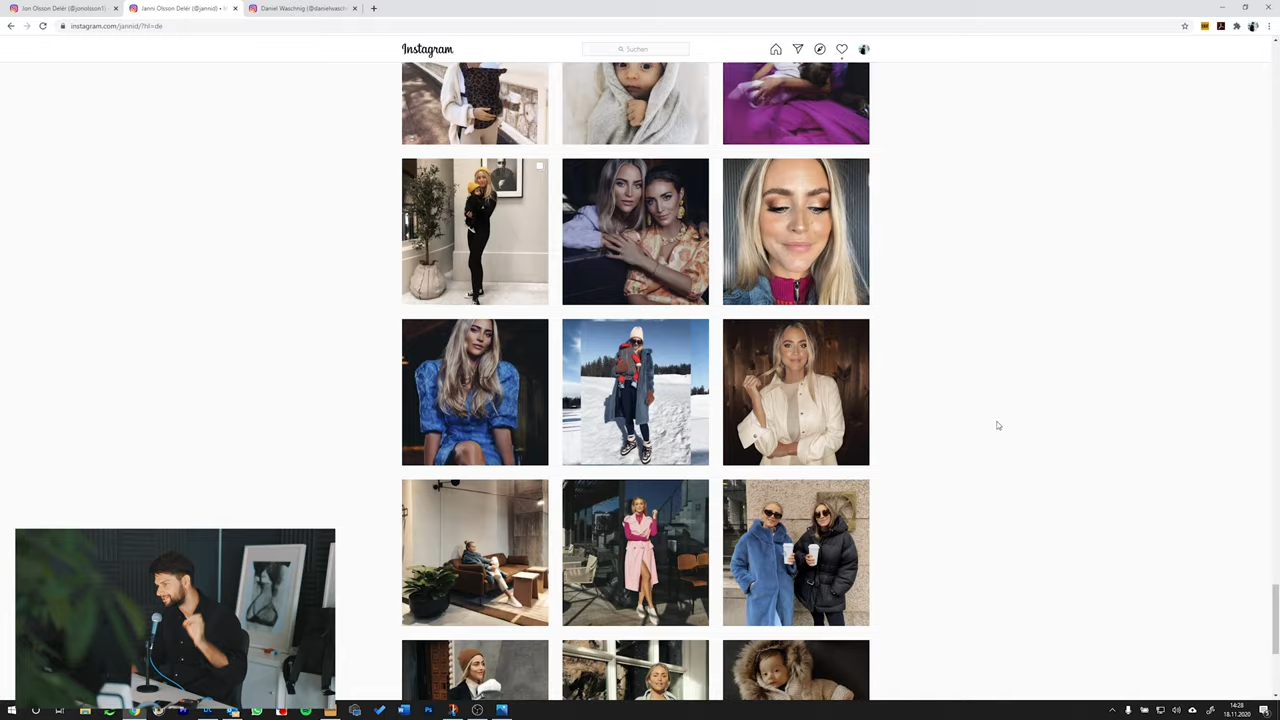 Jon Olsson Delér (@jonolsson1)
Janni Olsson Delér (@jannid) •
Daniel Waschnig (@danielwasch
instagram.com/jannid/?hl=de
Instagram
Suchen
14:28
18.11.2020